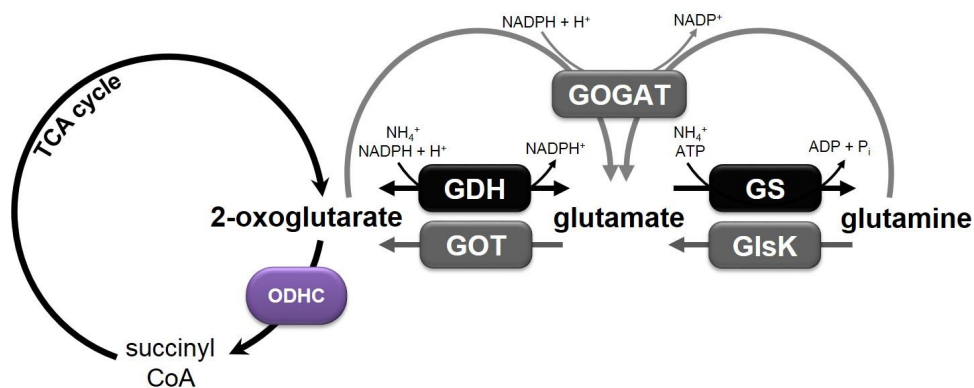 NADPH + H⁺
NADP⁺
TCA cycle
GOGAT
NH₄⁺
NADPH + H⁺
NADPH⁺
NH₄⁺
ATP
ADP + Pᵢ
GDH
GS
2-oxoglutarate
glutamate
glutamine
GOT
GlsK
ODHC
succinyl
CoA